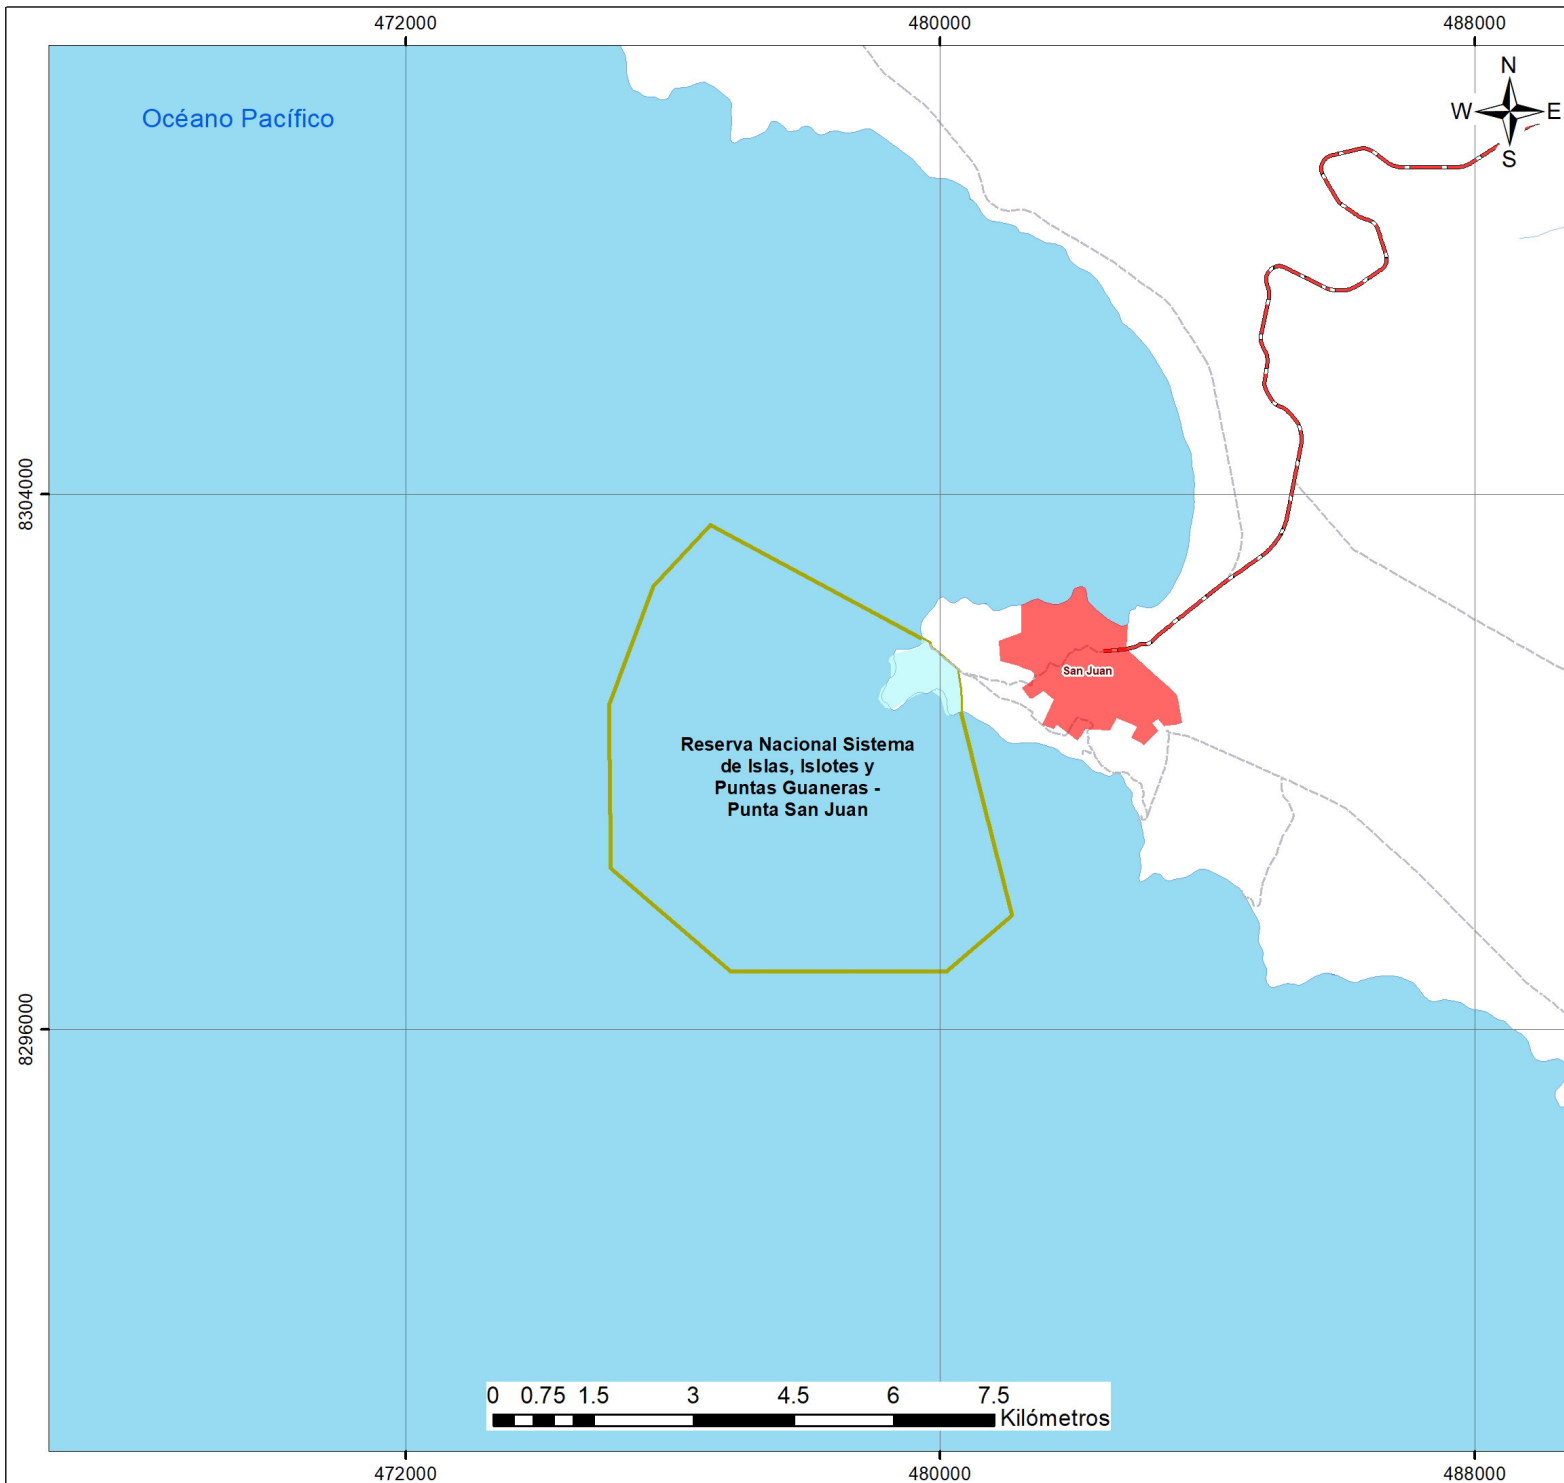 472000 480000 488000
Océano Pacífico
N
W E
S
8304000
San Juan
Reserva Nacional Sistema
de Islas, Islotes y
Puntas Guaneras -
Punta San Juan
8296000
0 0.75 1.5 3 4.5 6 7.5
Kilómetros
472000 480000 488000